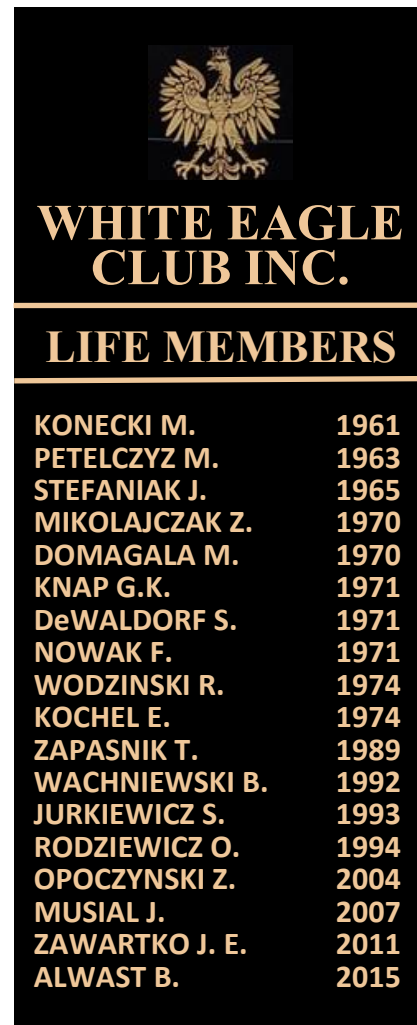 WHITE EAGLE
CLUB INC.
LIFE MEMBERS
KONECKI M. 1961
PETELCZYZ M. 1963
STEFANIAK J. 1965
MIKOLAJCZAK Z. 1970
DOMAGALA M. 1970
KNAP G.K. 1971
DeWALDORF S. 1971
NOWAK F. 1971
WODZINSKI R. 1974
KOCHEL E. 1974
ZAPASNIK T. 1989
WACHNIEWSKI B. 1992
JURKIEWICZ S. 1993
RODZIEWICZ O. 1994
OPOCZYNSKI Z. 2004
MUSIAL J. 2007
ZAWARTKO J. E. 2011
ALWAST B. 2015